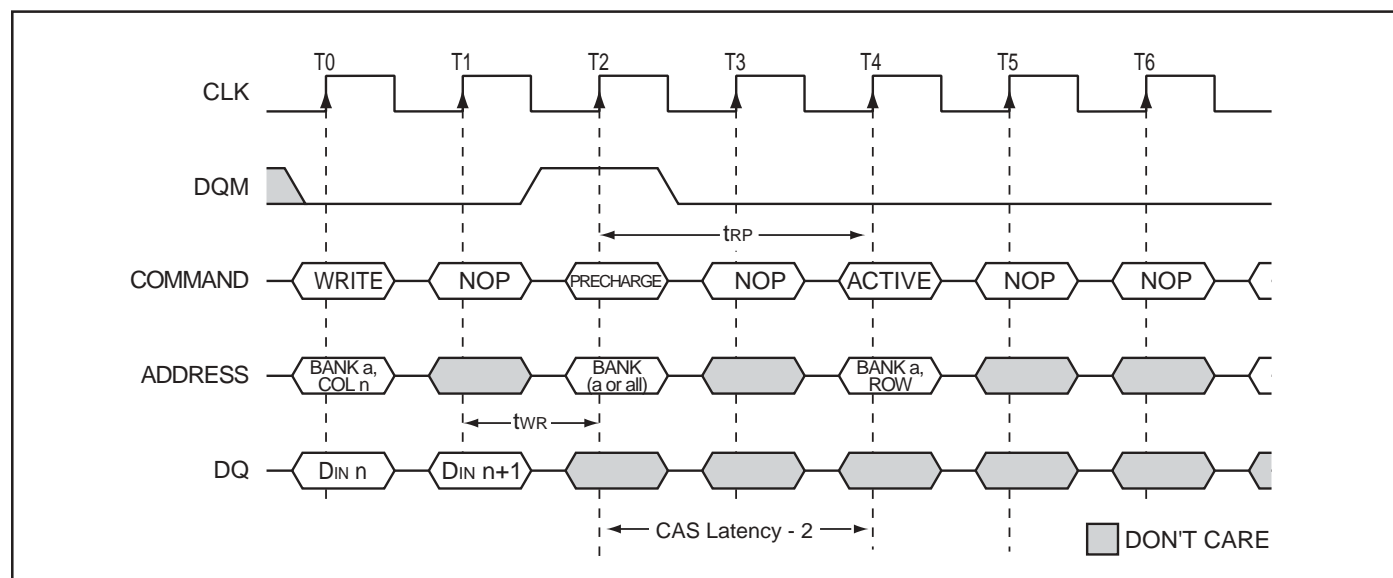 T0 T1 T2 T3 T4 T5 T6
CLK
DQM
tRP
COMMAND WRITE NOP PRECHARGE NOP ACTIVE NOP NOP
ADDRESS BANK a, COL n BANK (a or all) BANK a, ROW
tWR
DQ DIN n DIN n+1
CAS Latency - 2
DON'T CARE